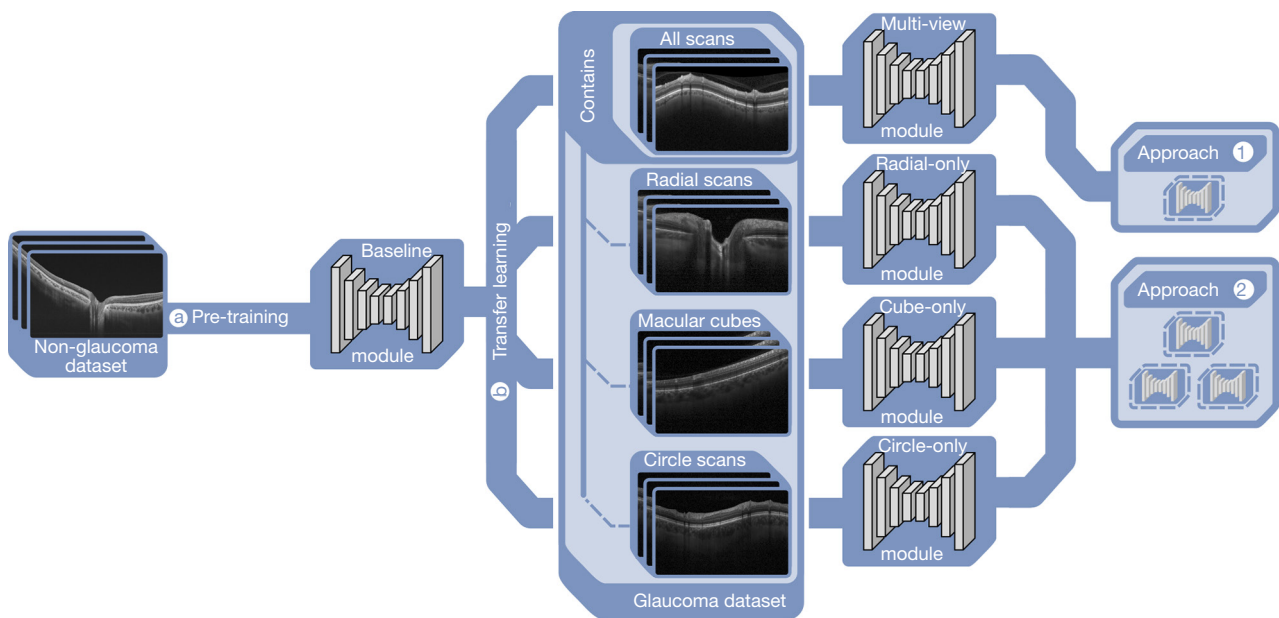 Non-glaucoma
dataset
a Pre-training
Baseline
module
b Transfer learning
Contains
All scans
Radial scans
Macular cubes
Circle scans
Glaucoma dataset
Multi-view
module
Radial-only
module
Cube-only
module
Circle-only
module
Approach 1
Approach 2